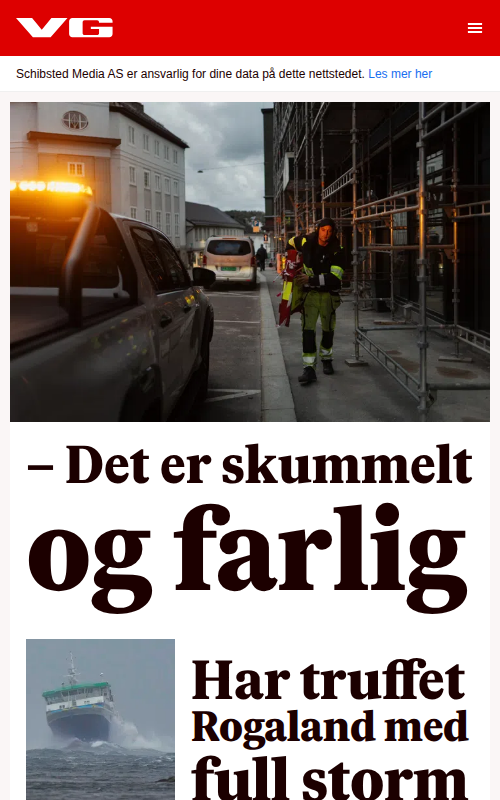 VG
Schibsted Media AS er ansvarlig for dine data på dette nettstedet. Les mer her
– Det er skummelt
og farlig
Har truffet
Rogaland med
full storm